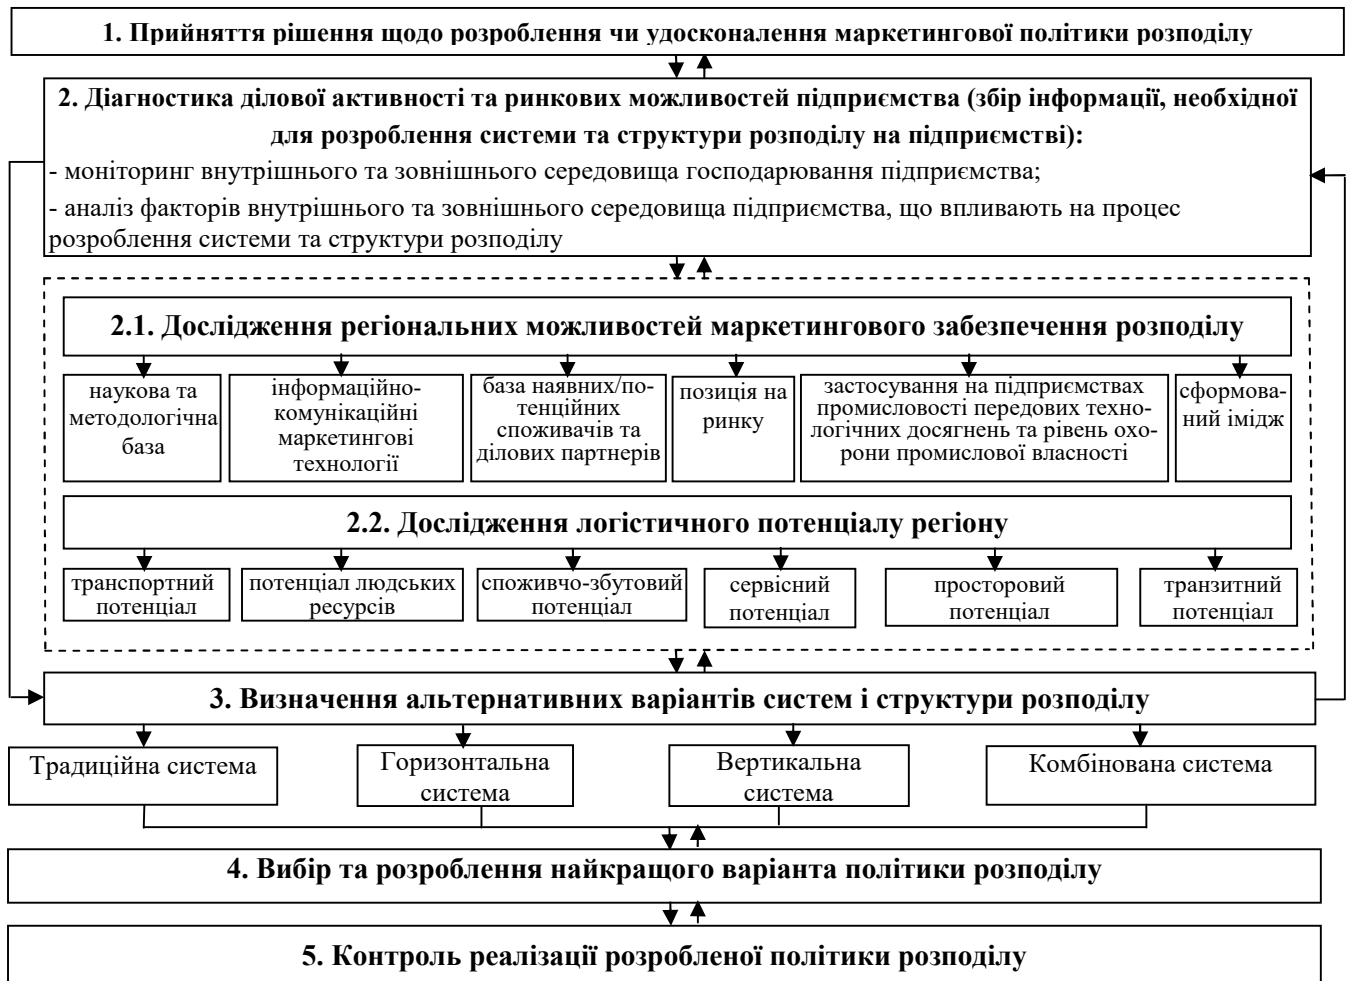 1. Прийняття рішення щодо розроблення чи удосконалення маркетингової політики розподілу
2. Діагностика ділової активності та ринкових можливостей підприємства (збір інформації, необхідної
для розроблення системи та структури розподілу на підприємстві):
- моніторинг внутрішнього та зовнішнього середовища господарювання підприємства;
- аналіз факторів внутрішнього та зовнішнього середовища підприємства, що впливають на процес
розроблення системи та структури розподілу
2.1. Дослідження регіональних можливостей маркетингового забезпечення розподілу
наукова та
методологічна
база
інформаційно-
комунікаційні
маркетингові
технології
база наявних/по-
тенційних
споживачів та
ділових партнерів
позиція на
ринку
застосування на підприємствах
промисловості передових техно-
логічних досягнень та рівень охо-
рони промислової власності
сформова-
ний імідж
2.2. Дослідження логістичного потенціалу регіону
транспортний
потенціал
потенціал людських
ресурсів
споживчо-збутовий
потенціал
сервісний
потенціал
просторовий
потенціал
транзитний
потенціал
3. Визначення альтернативних варіантів систем і структури розподілу
Традиційна система
Горизонтальна
система
Вертикальна
система
Комбінована система
4. Вибір та розроблення найкращого варіанта політики розподілу
5. Контроль реалізації розробленої політики розподілу